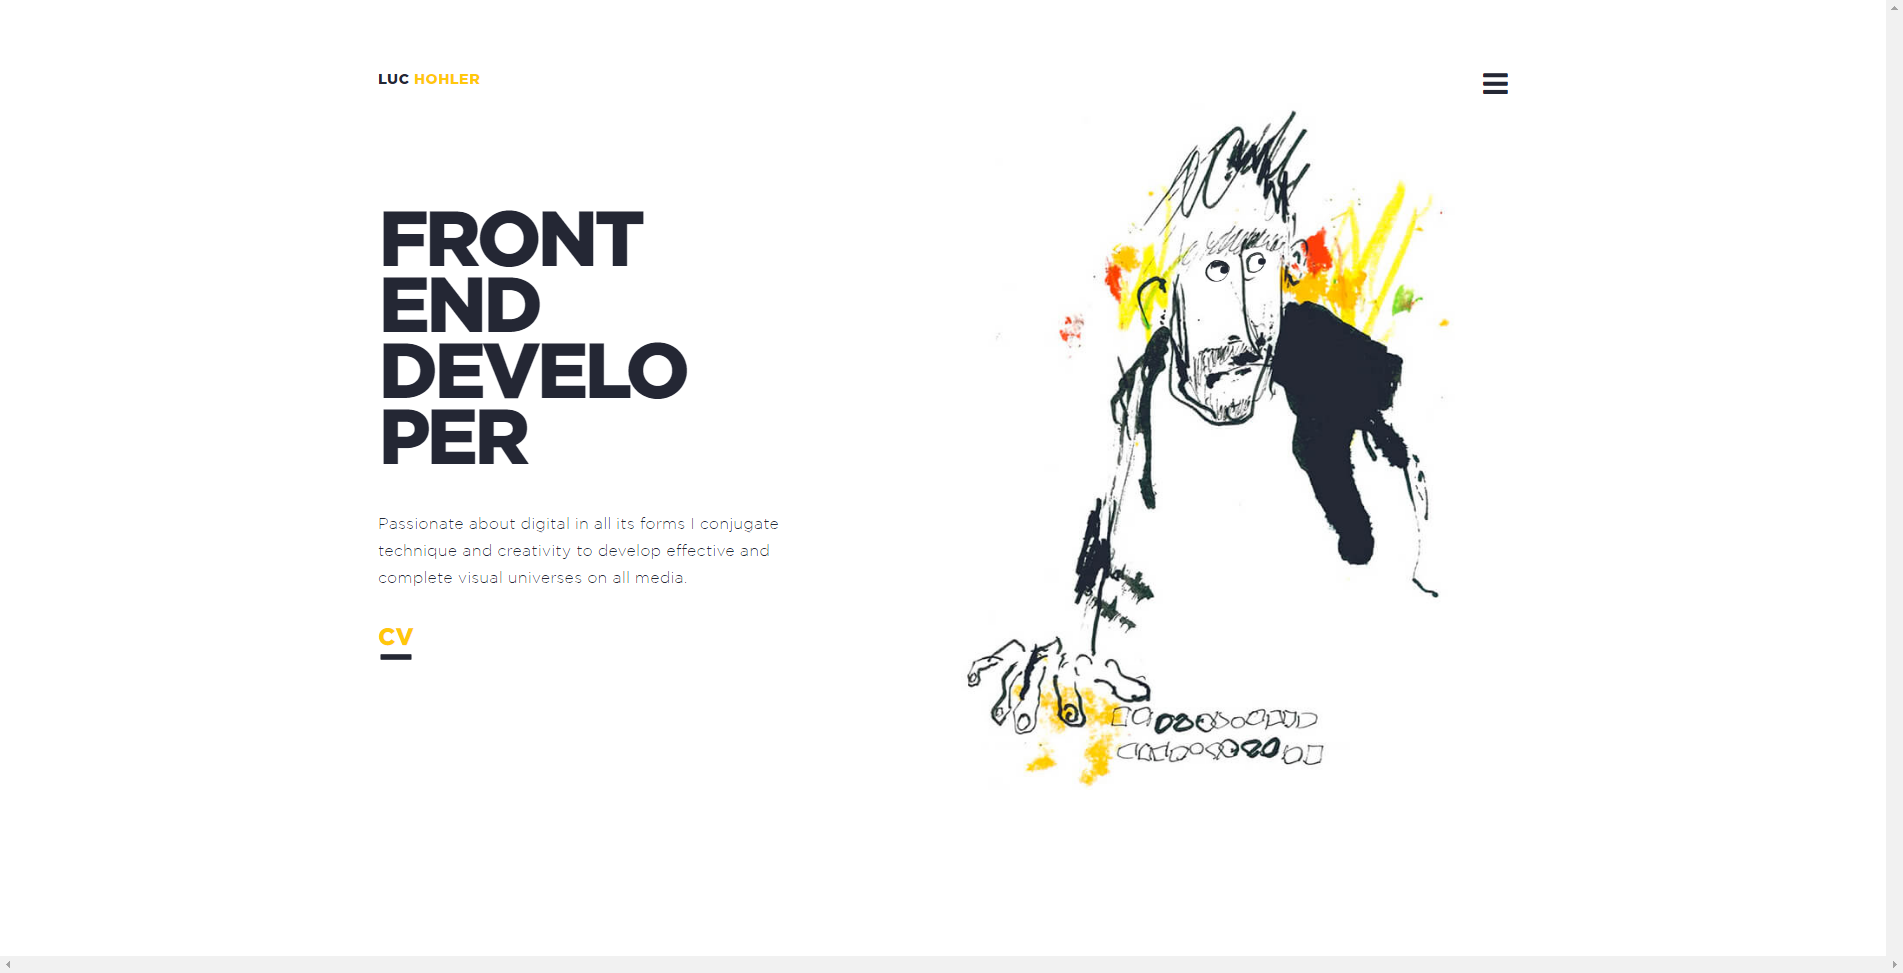 LUC HOHLER
FRONT
END
DEVELO
PER
Passionate about digital in all its forms I conjugate
technique and creativity to develop effective and
complete visual universes on all media.
CV